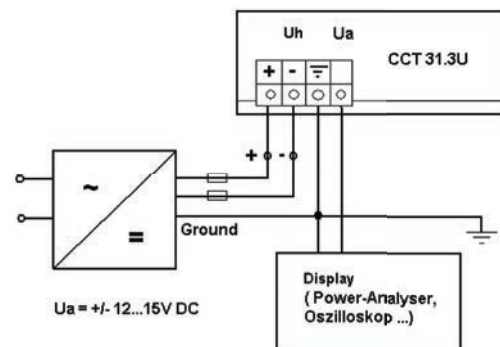 Uh Ua
CCT 31.3U
+ -
+ -
~
=
Ground
Ua = +/- 12...15V DC
Display
( Power-Analyser,
Oszilloskop ...)